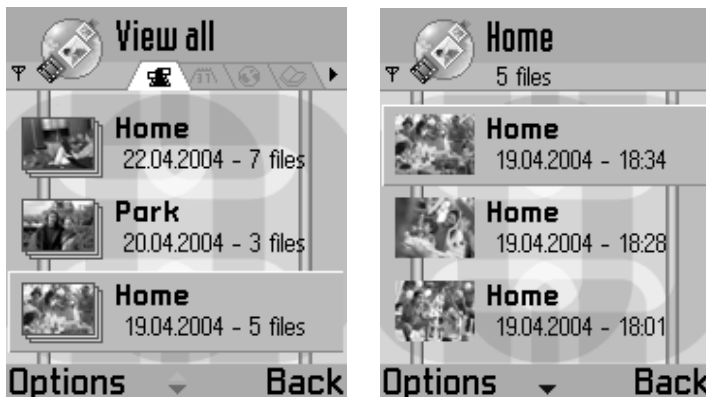 View all
Home
22.04.2004 - 7 files
Park
20.04.2004 - 3 files
Home
19.04.2004 - 5 files
Options
Back
Home
5 files
Home
19.04.2004 - 18:34
Home
19.04.2004 - 18:28
Home
19.04.2004 - 18:01
Options
Back